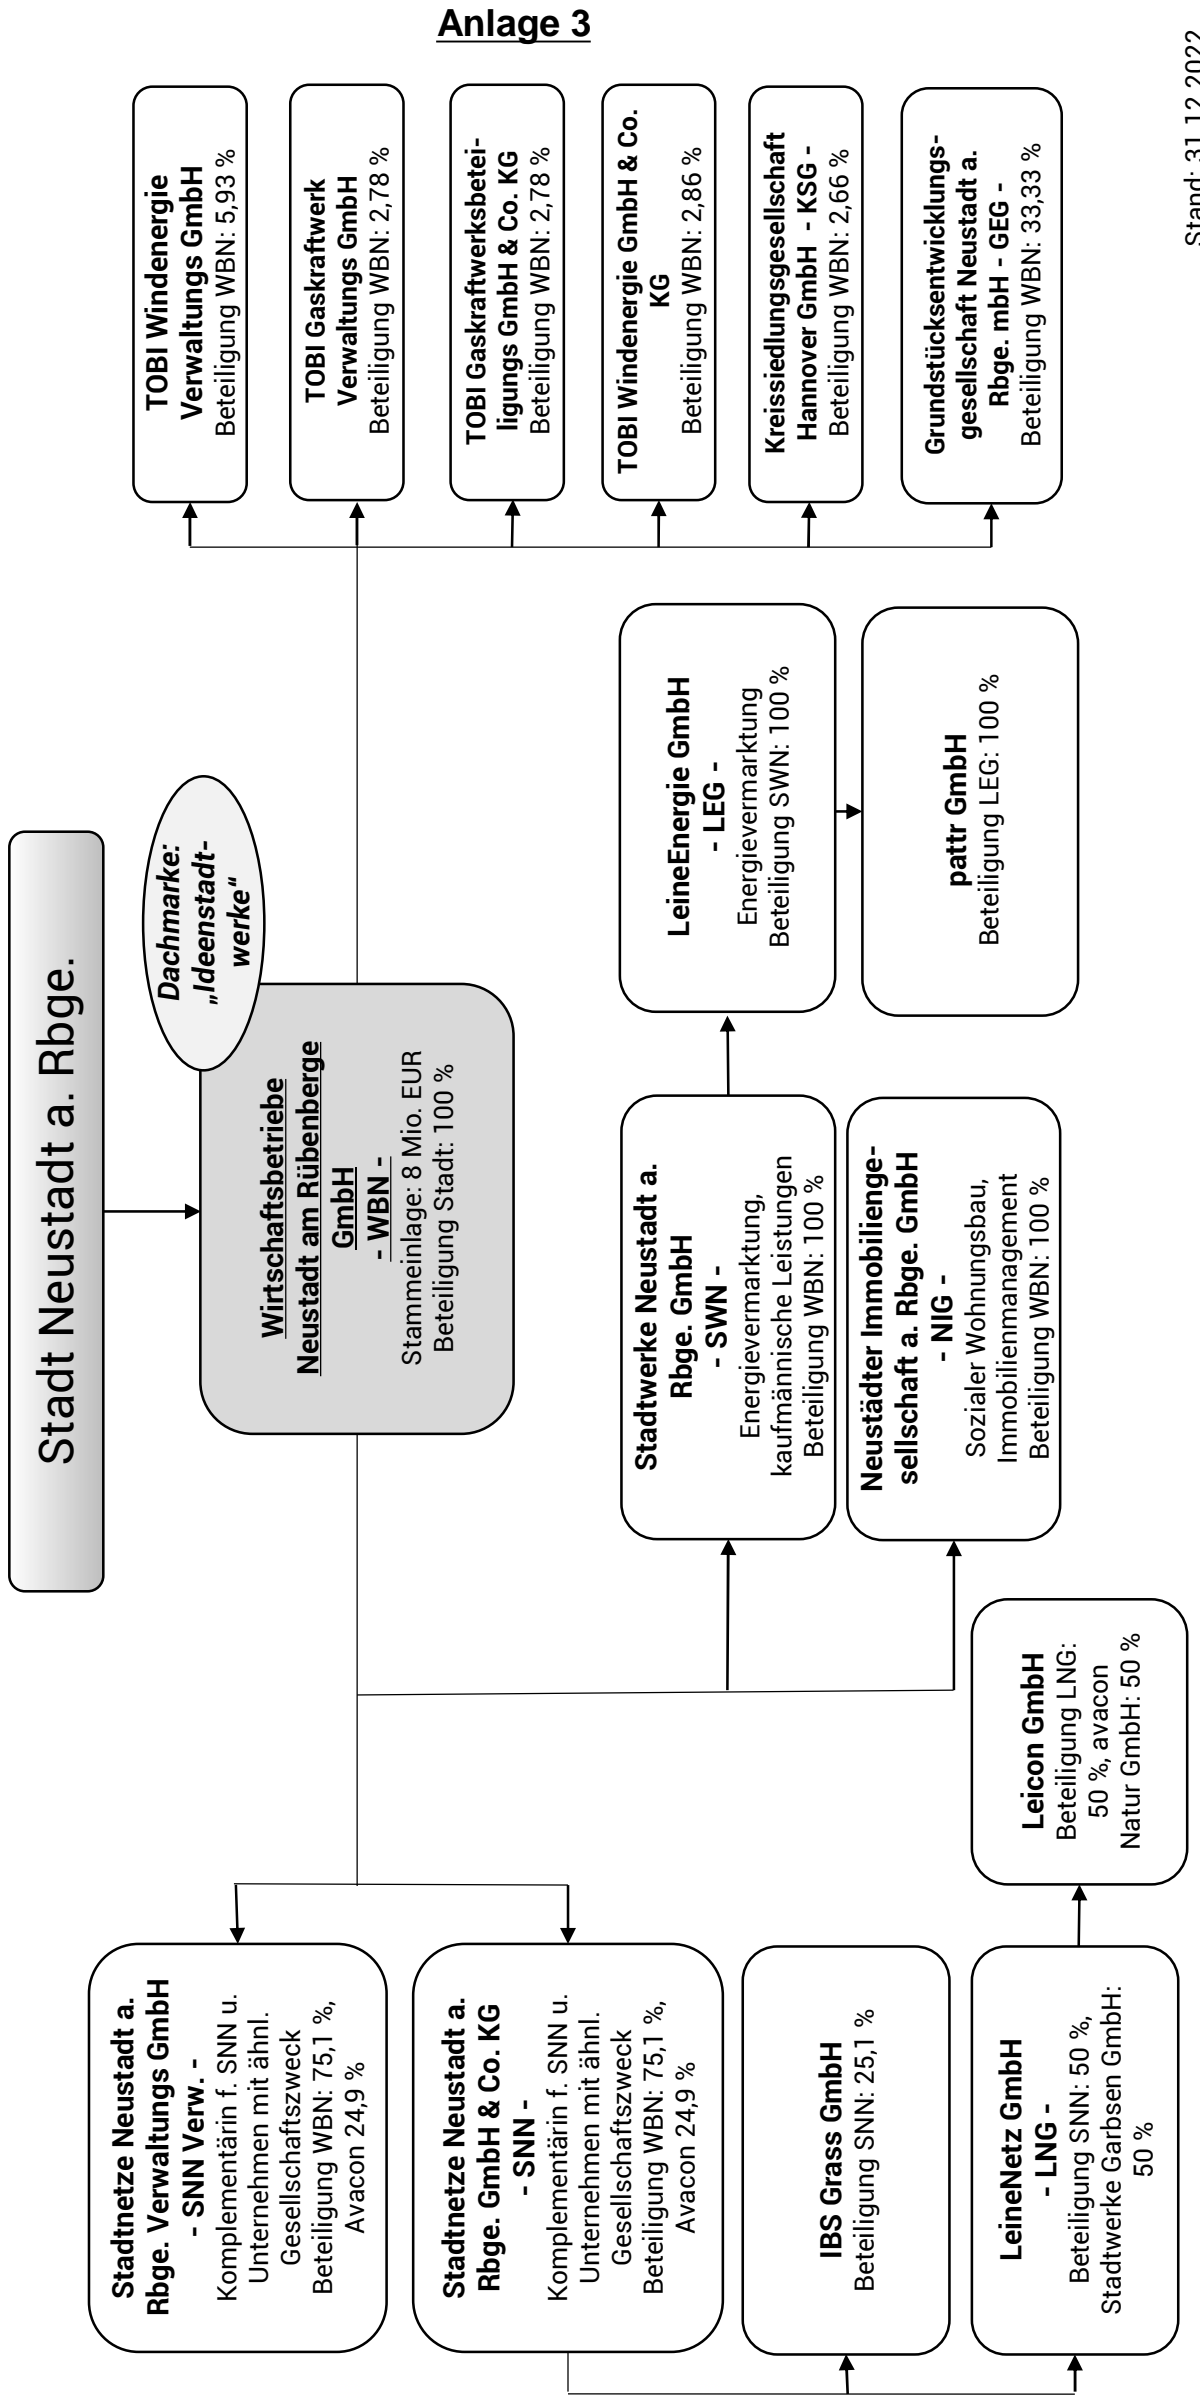 Anlage 3
Stadt Neustadt a. Rbge.
Dachmarke:
„Ideenstadt-
werke“
Wirtschaftsbetriebe
Neustadt am Rübenberge
GmbH
- WBN -
Stammeinlage: 8 Mio. EUR
Beteiligung Stadt: 100 %
Stadtnetze Neustadt a.
Rbge. Verwaltungs GmbH
- SNN Verw. -
Komplementärin f. SNN u.
Unternehmen mit ähnl.
Gesellschaftszweck
Beteiligung WBN: 75,1 %,
Avacon 24,9 %
Stadtnetze Neustadt a.
Rbge. GmbH & Co. KG
- SNN -
Komplementärin f. SNN u.
Unternehmen mit ähnl.
Gesellschaftszweck
Beteiligung WBN: 75,1 %,
Avacon 24,9 %
IBS Grass GmbH
Beteiligung SNN: 25,1 %
LeineNetz GmbH
- LNG -
Beteiligung SNN: 50 %,
Stadtwerke Garbsen GmbH:
50 %
Leicon GmbH
Beteiligung LNG:
50 %, avacon
Natur GmbH: 50 %
Stadtwerke Neustadt a.
Rbge. GmbH
- SWN -
Energievermarktung,
kaufmännische Leistungen
Beteiligung WBN: 100 %
Neustädter Immobilienge-
sellschaft a. Rbge. GmbH
- NIG -
Sozialer Wohnungsbau,
Immobilienmanagement
Beteiligung WBN: 100 %
LeineEnergie GmbH
- LEG -
Energievermarktung
Beteiligung SWN: 100 %
pattr GmbH
Beteiligung LEG: 100 %
TOBI Windenergie
Verwaltungs GmbH
Beteiligung WBN: 5,93 %
TOBI Gaskraftwerk
Verwaltungs GmbH
Beteiligung WBN: 2,78 %
TOBI Gaskraftwerksbetei-
ligungs GmbH & Co. KG
Beteiligung WBN: 2,78 %
TOBI Windenergie GmbH & Co.
KG
Beteiligung WBN: 2,86 %
Kreissiedlungsgesellschaft
Hannover GmbH - KSG -
Beteiligung WBN: 2,66 %
Grundstücksentwicklungs-
gesellschaft Neustadt a.
Rbge. mbH - GEG -
Beteiligung WBN: 33,33 %
Stand: 31.12.2022